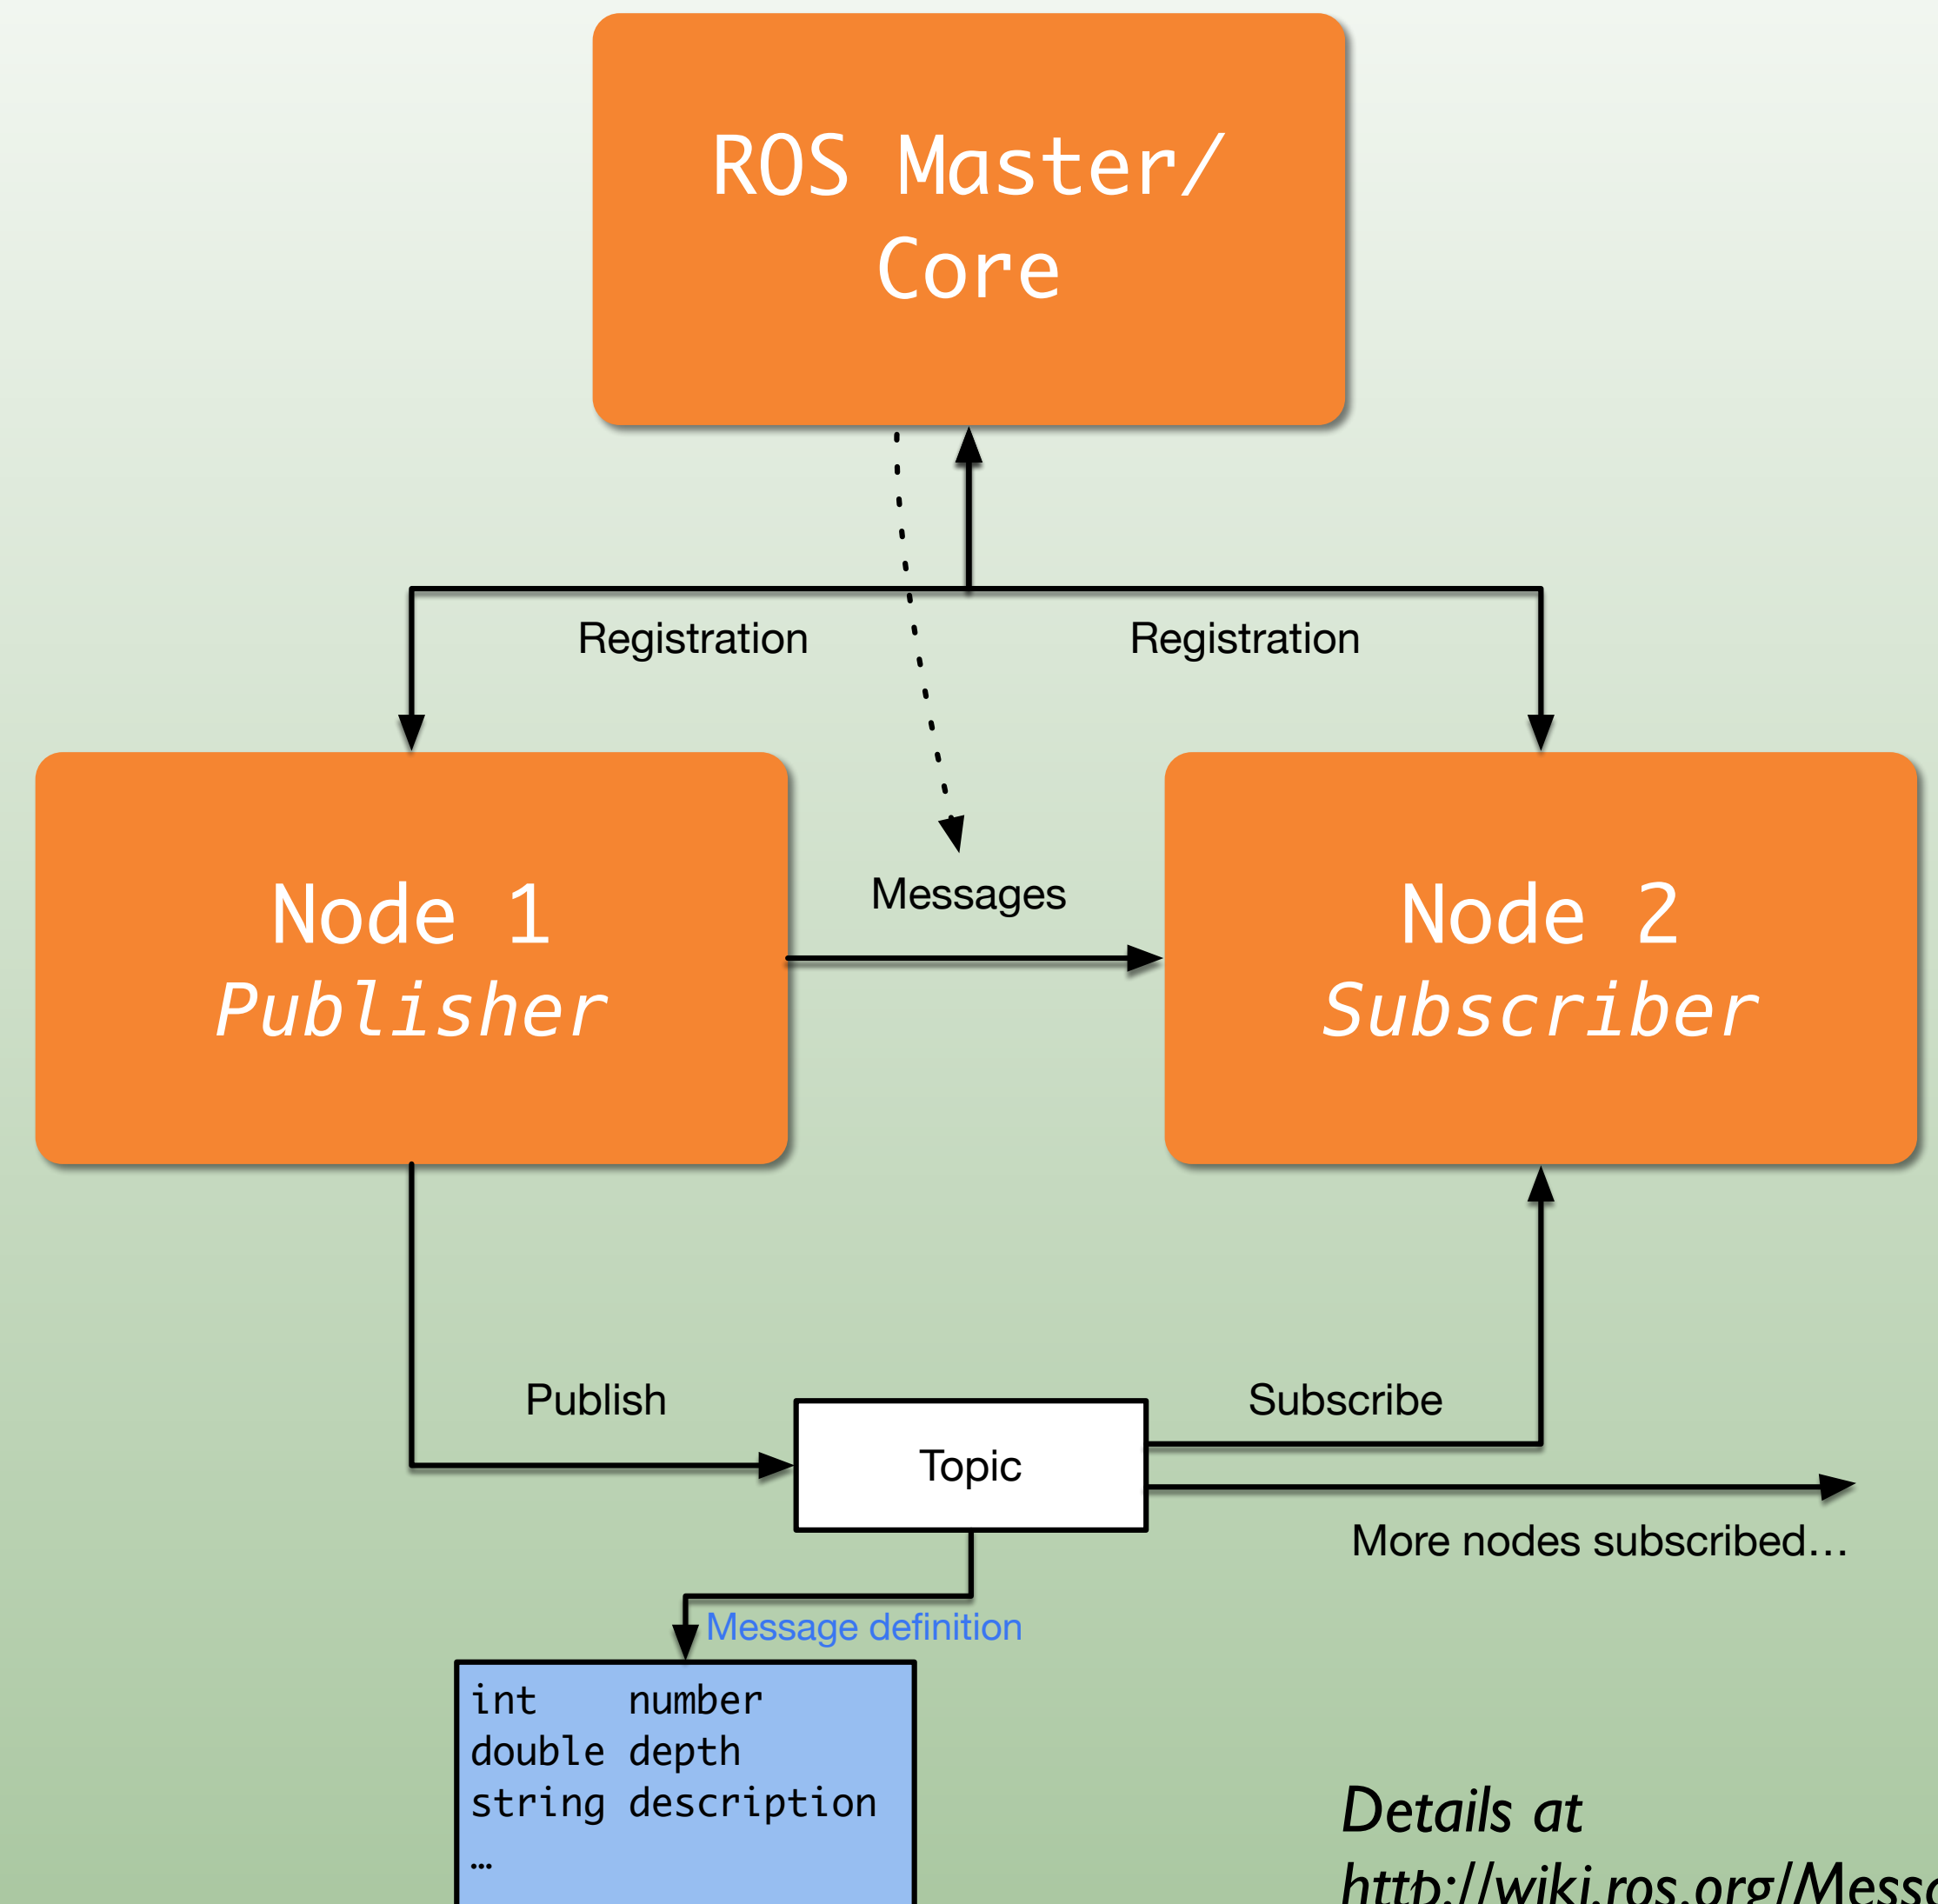 ROS Master/
Core
Registration
Registration
Messages
Node 1
Publisher
Node 2
Subscriber
Publish
Subscribe
Topic
More nodes subscribed…
Message definition
int number
double depth
string description
…
Details at